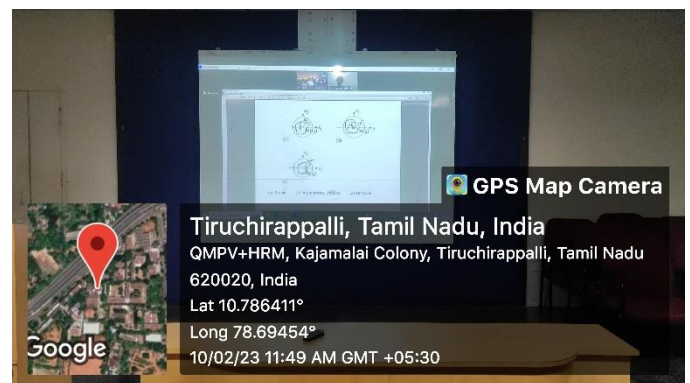 GPS Map Camera
Tiruchirappalli, Tamil Nadu, India
QMPV+HRM, Kajamalai Colony, Tiruchirappalli, Tamil Nadu
620020, India
Lat 10.786411°
Long 78.69454°
10/02/23 11:49 AM GMT +05:30
Google